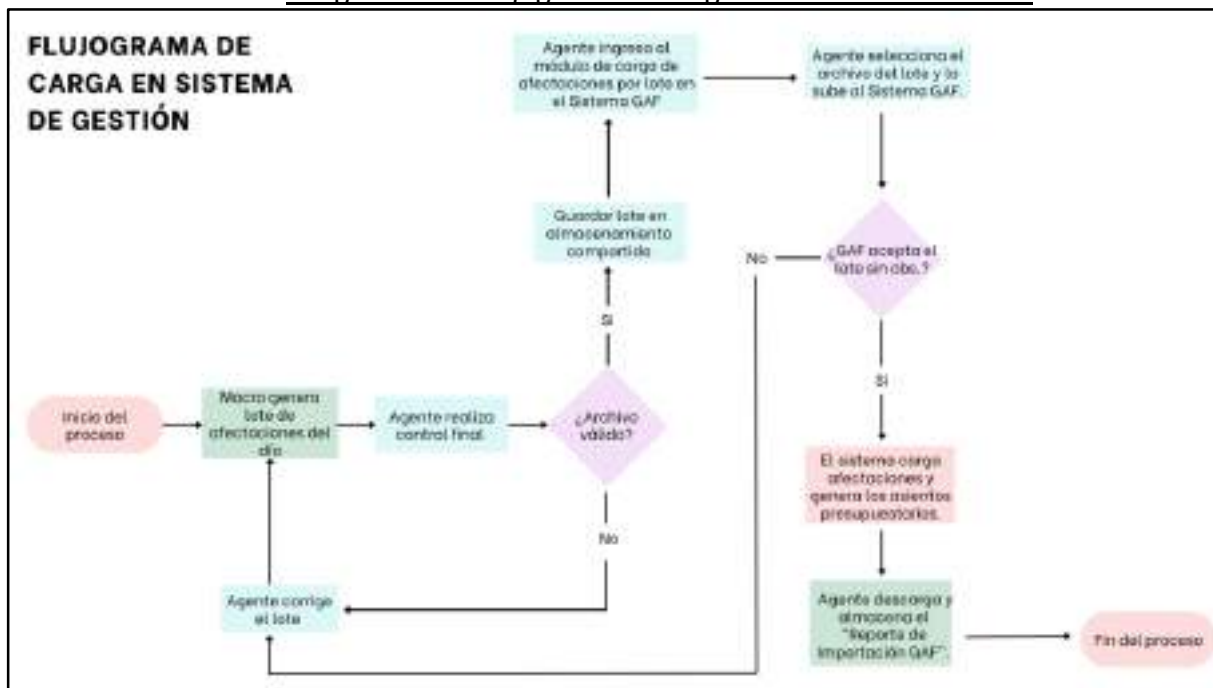 FLUJOGRAMA DE
CARGA EN SISTEMA
DE GESTIÓN
Agente ingresa al
módulo de carga de
afectaciones por lote en
el Sistema GAF
Agente selecciona el
archivo del lote y lo
sube al Sistema GAF.
Guardar lote en
almacenamiento
compartido
No
¿GAF acepta el
lote sin obs.?
Si
Si
Inicio del
proceso
Macro genera
lote de
afectaciones del
día
Agente realiza
control final
¿Archivo
válido?
El sistema carga
afectaciones y
genera los asientos
presupuestarios.
No
Agente corrige
el lote
Agente descarga y
almacena el
"Reporte de
Importación GAF".
Fin del proceso